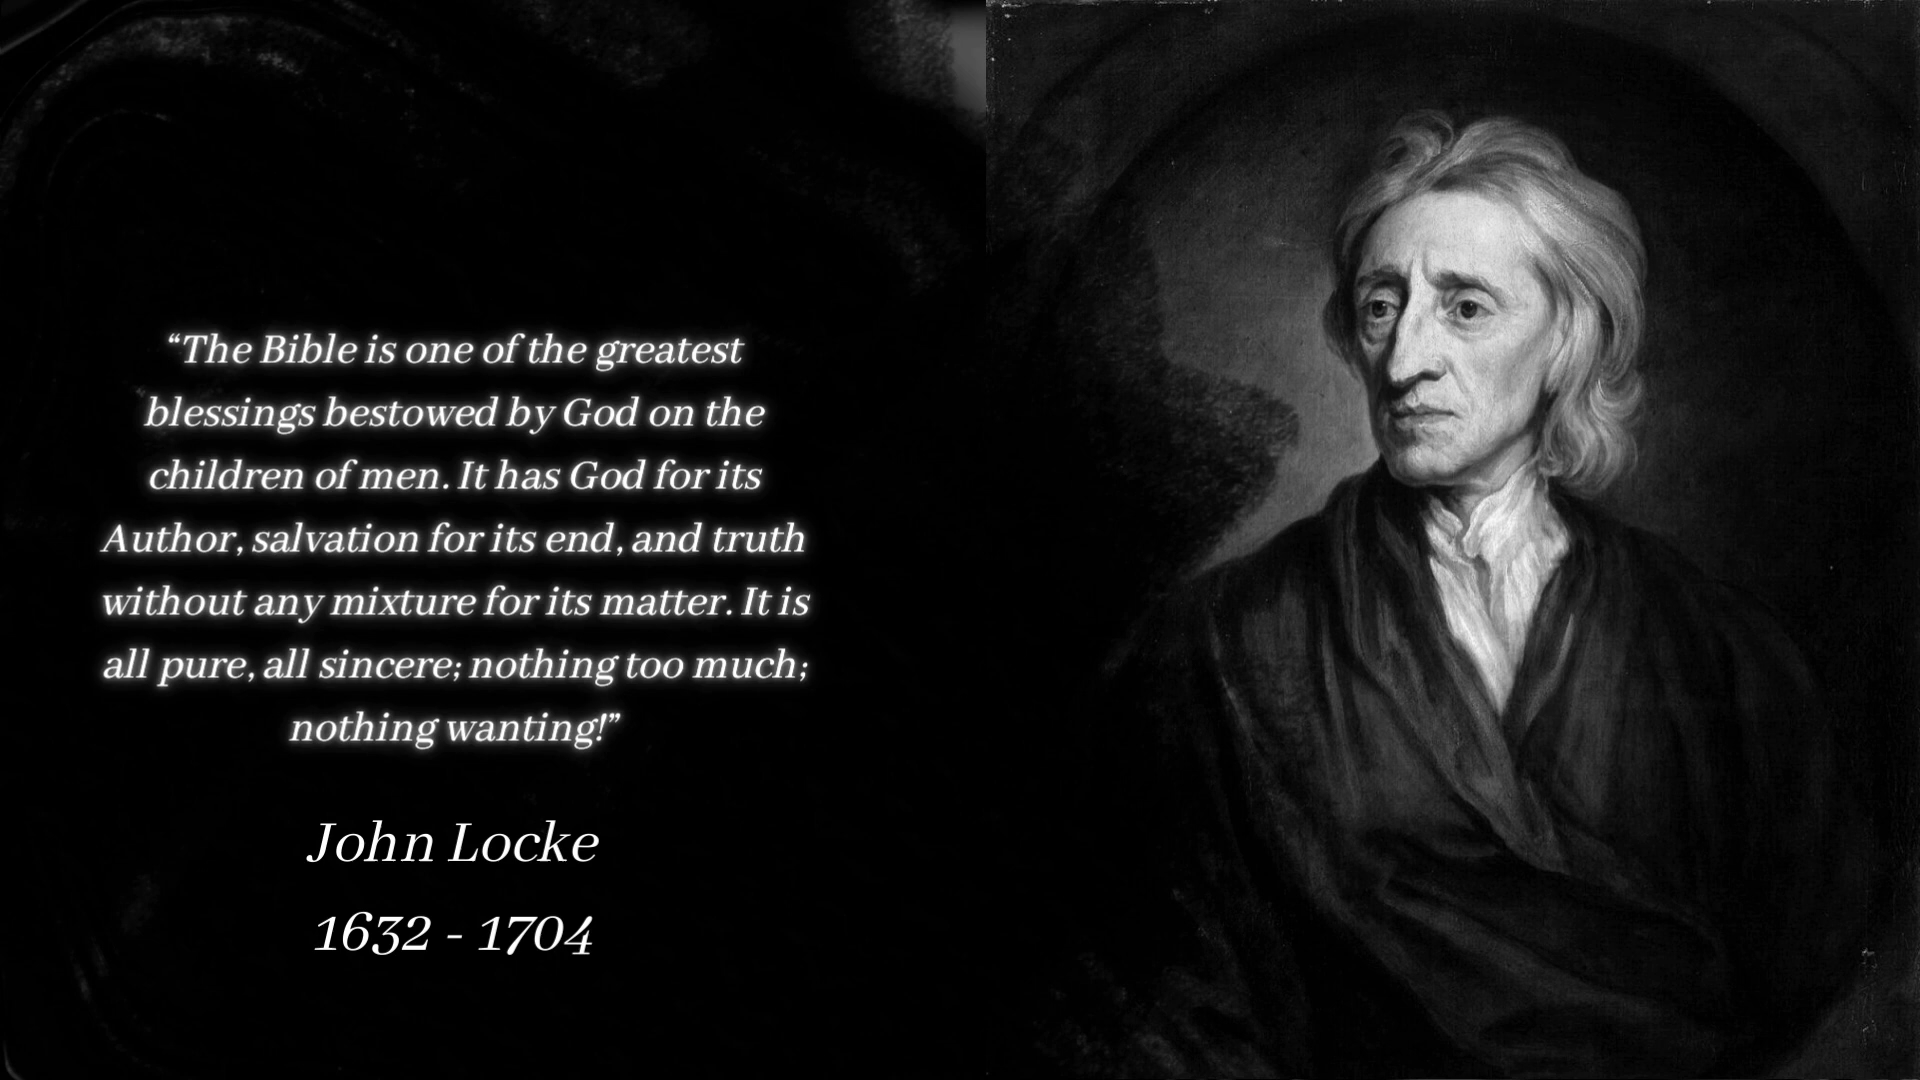 “The Bible is one of the greatest
blessings bestowed by God on the
children of men. It has God for its
Author, salvation for its end, and truth
without any mixture for its matter. It is
all pure, all sincere; nothing too much;
nothing wanting!”
John Locke
1632 - 1704